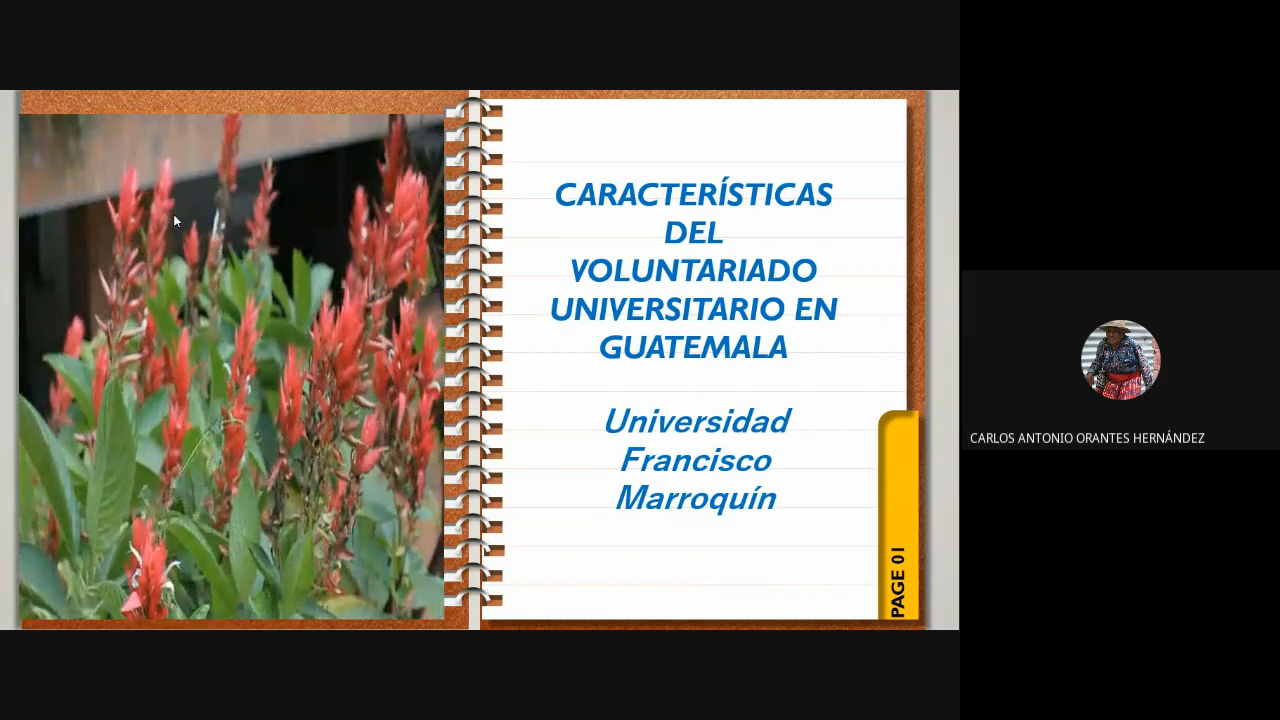 CARACTERÍSTICAS
DEL
VOLUNTARIADO
UNIVERSITARIO EN
GUATEMALA
Universidad
Francisco
Marroquín
PAGE 01
CARLOS ANTONIO ORANTES HERNÁNDEZ